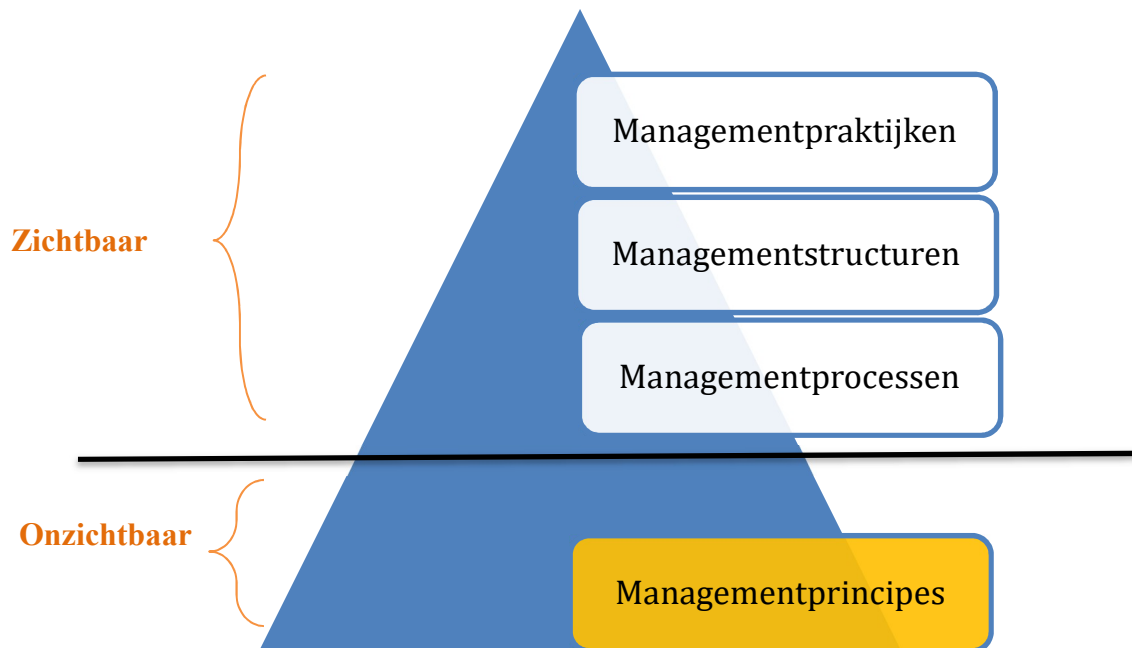 Managementpraktijken
Zichtbaar
Managementstructuren
Managementprocessen
Onzichtbaar
Managementprincipes